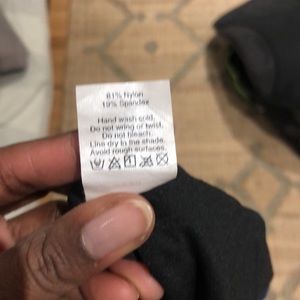 81% Nylon
19% Spandex
Hand wash cold.
Do not wring or twist.
Do not bleach.
Line dry in the shade.
Avoid rough surfaces.